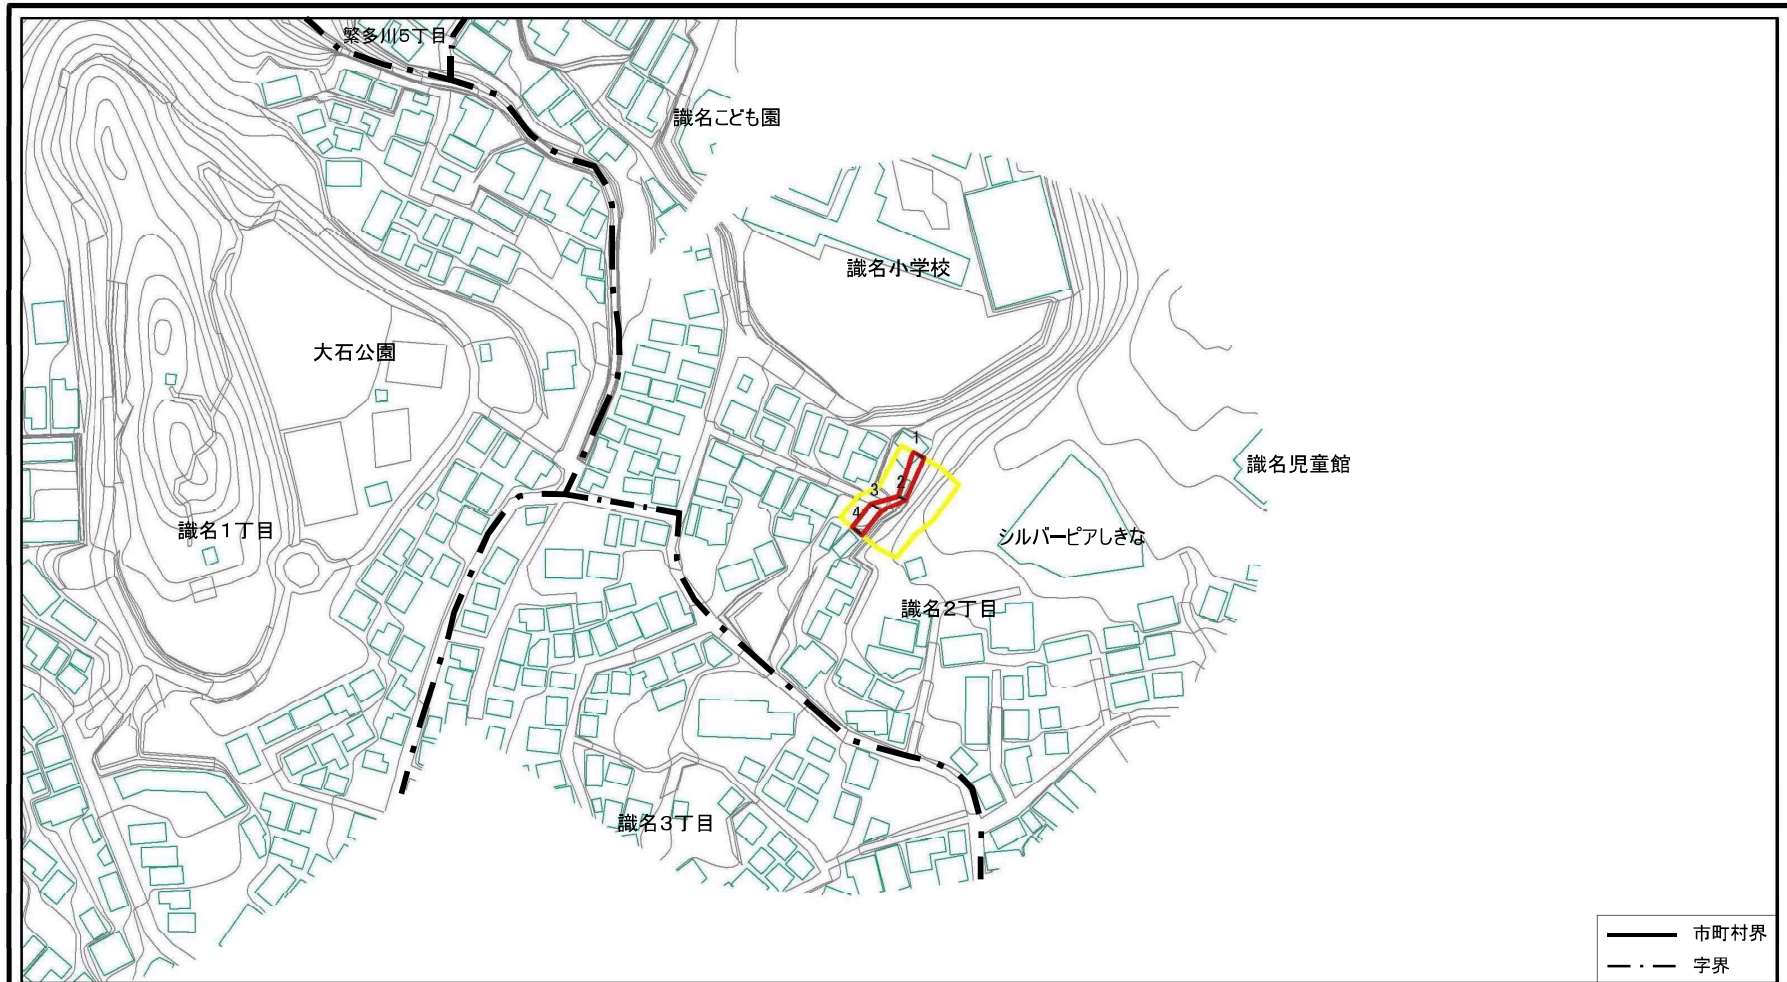 繁多川5丁目
識名こども園
識名小学校
大石公園
1
識名児童館
2
3
4
識名1丁目
シルバーピアしきな
識名2丁目
識名3丁目
市町村界
字界